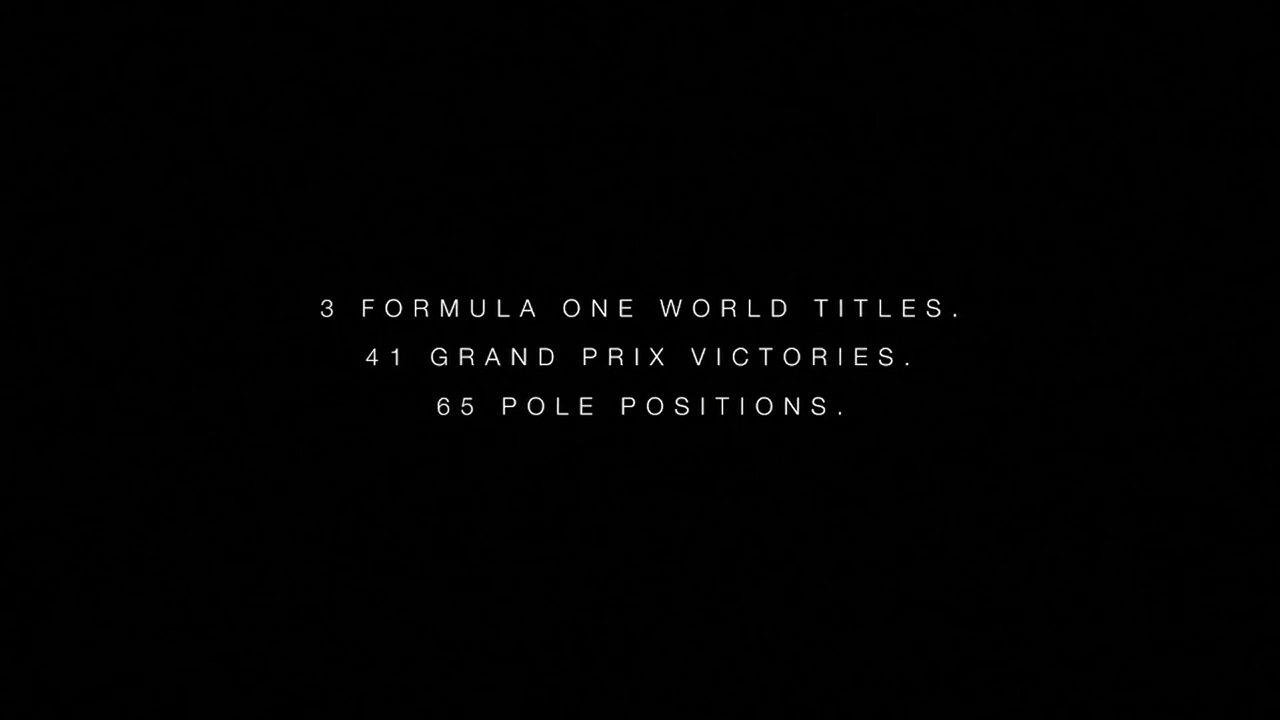 3 FORMULA ONE WORLD TITLES.
41 GRAND PRIX VICTORIES.
65 POLE POSITIONS.